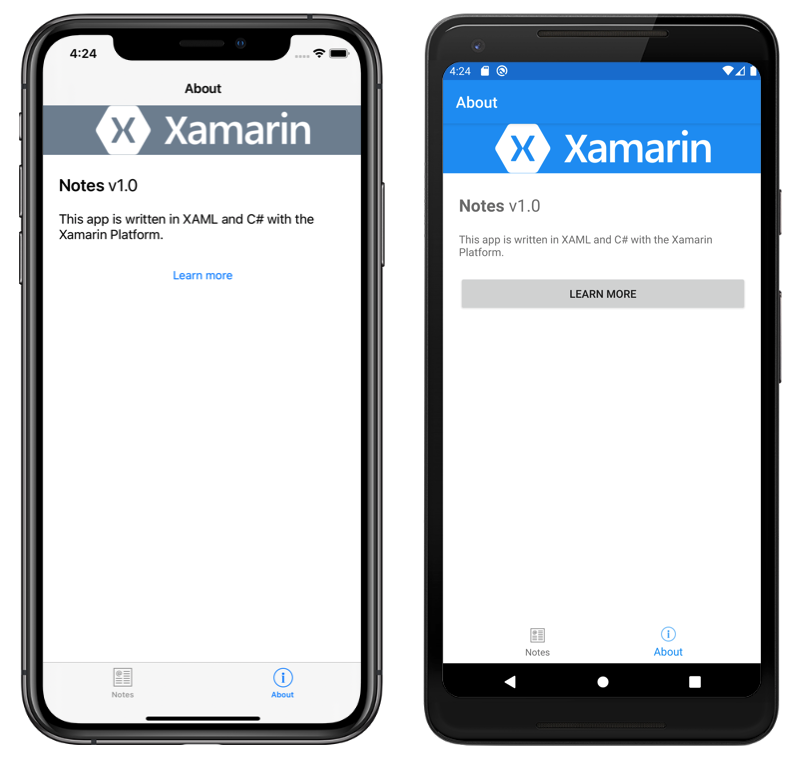 4:24
About
Xamarin
Notes v1.0
This app is written in XAML and C# with the
Xamarin Platform.
Learn more
Notes
About
4:24
About
Xamarin
Notes v1.0
This app is written in XAML and C# with the Xamarin
Platform.
LEARN MORE
Notes
About